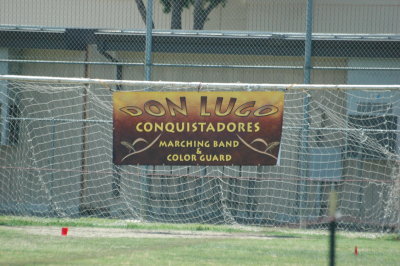 DON LUGO
CONQUISTADORES
MARCHING BAND
&
COLOR GUARD